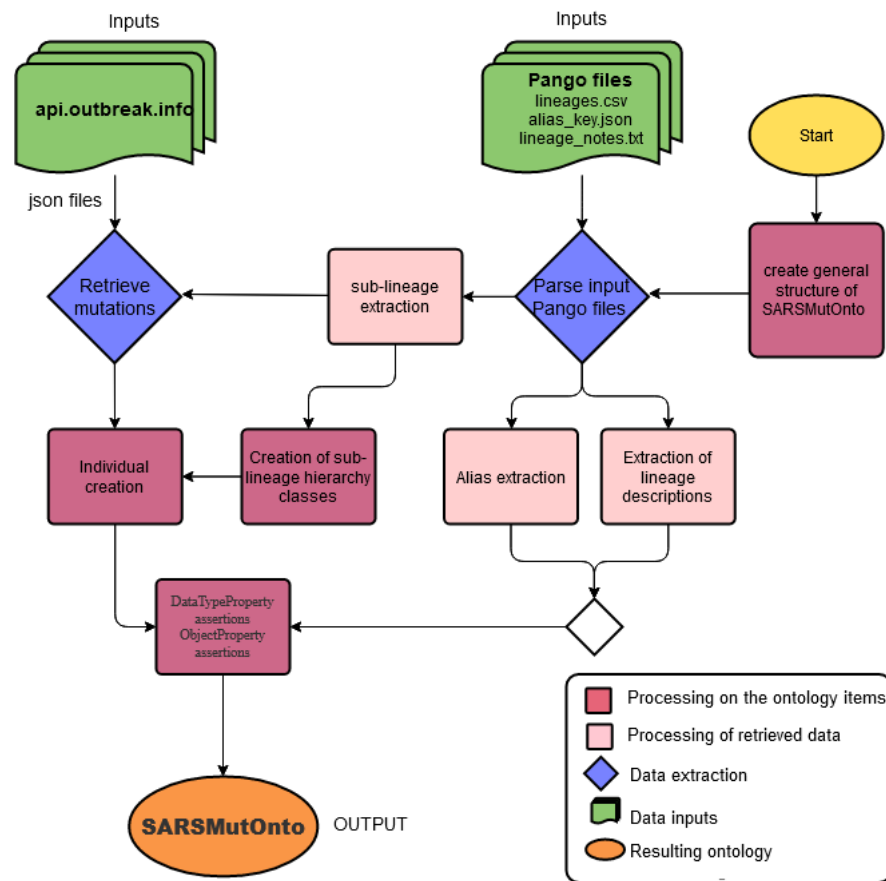 Inputs
Inputs
api.outbreak.info
Pango files
lineages.csv
alias_key.json
lineage_notes.txt
Start
json files
Retrieve
mutations
sub-lineage
extraction
Parse input
Pango files
create general
structure of
SARSMutOnto
Individual
creation
Creation of sub-
lineage hierarchy
classes
Alias extraction
Extraction of
lineage
descriptions
DataTypeProperty
assertions
ObjectProperty
assertions
SARSMutOnto
OUTPUT
Processing on the ontology items
Processing of retrieved data
Data extraction
Data inputs
Resulting ontology